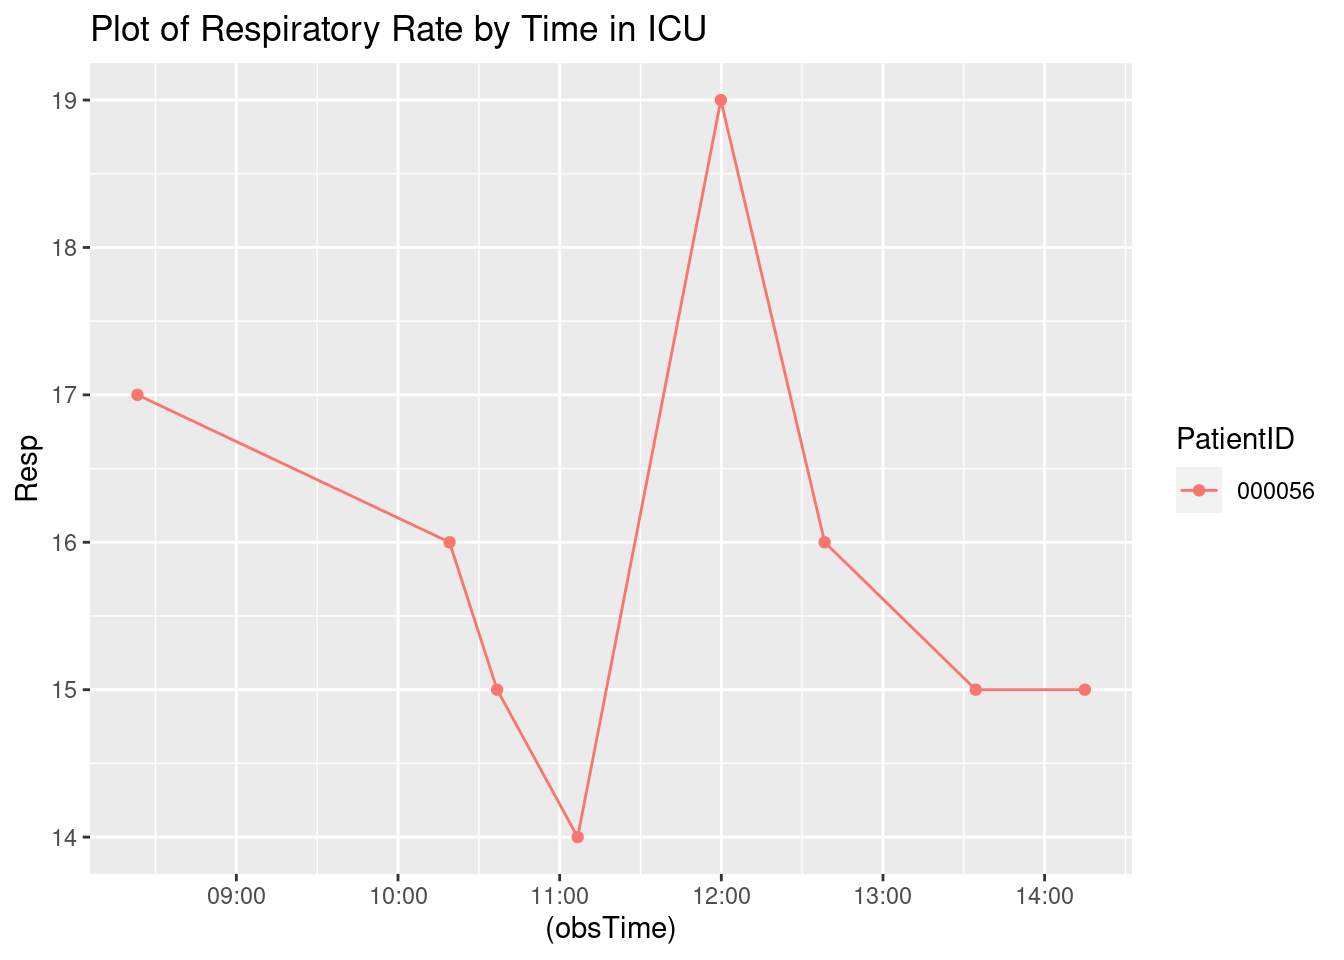 Plot of Respiratory Rate by Time in ICU
19
18
17
16
15
14
Resp
09:00 10:00 11:00 12:00 13:00 14:00
(obsTime)
PatientID
000056